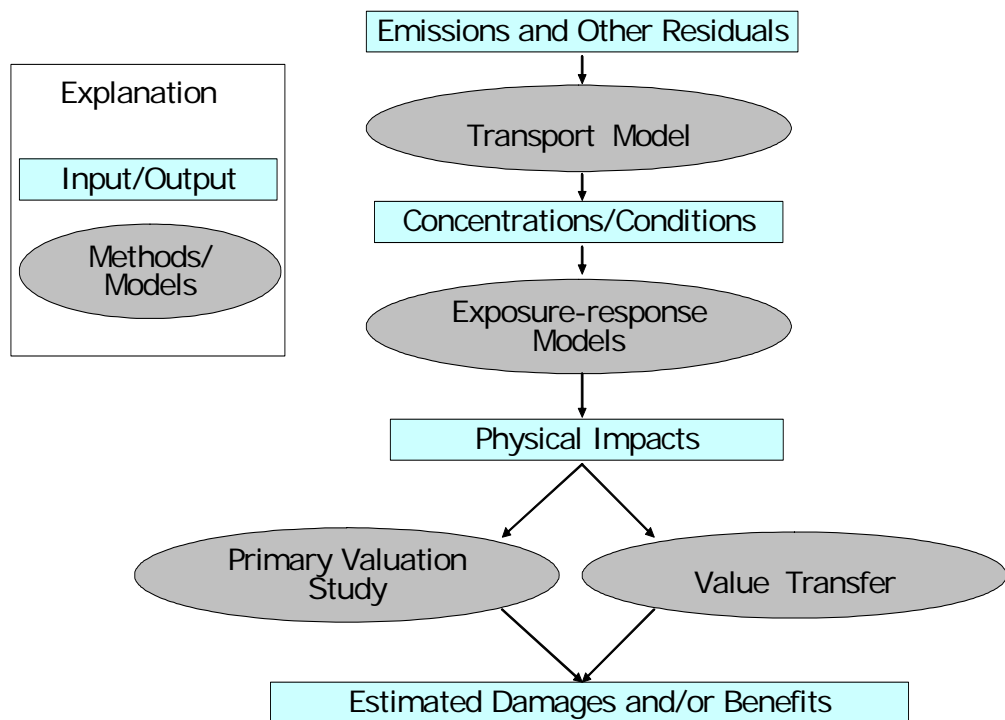 Emissions and Other Residuals
Explanation
Input/Output
Methods/
Models
Transport Model
Concentrations/Conditions
Exposure-response
Models
Physical Impacts
Primary Valuation
Study
Value Transfer
Estimated Damages and/or Benefits